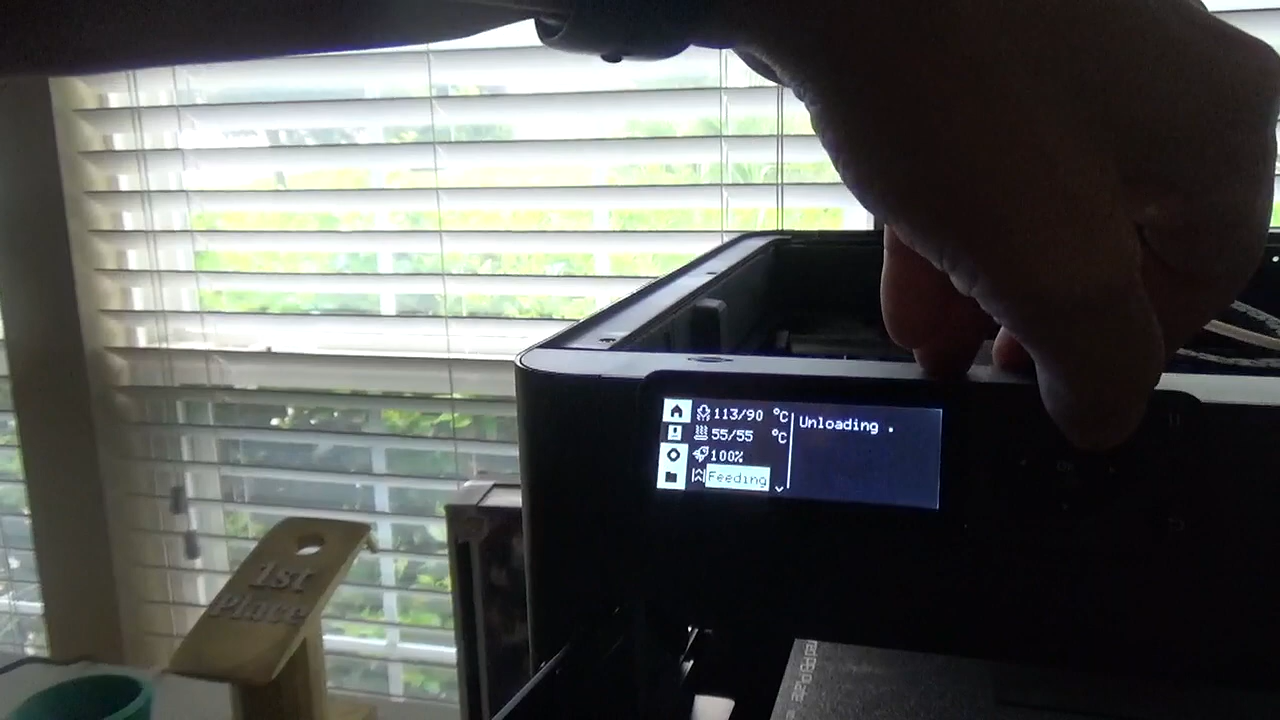 113/90 °C
55/55 °C
100%
Feeding
Unloading .
1st
Place